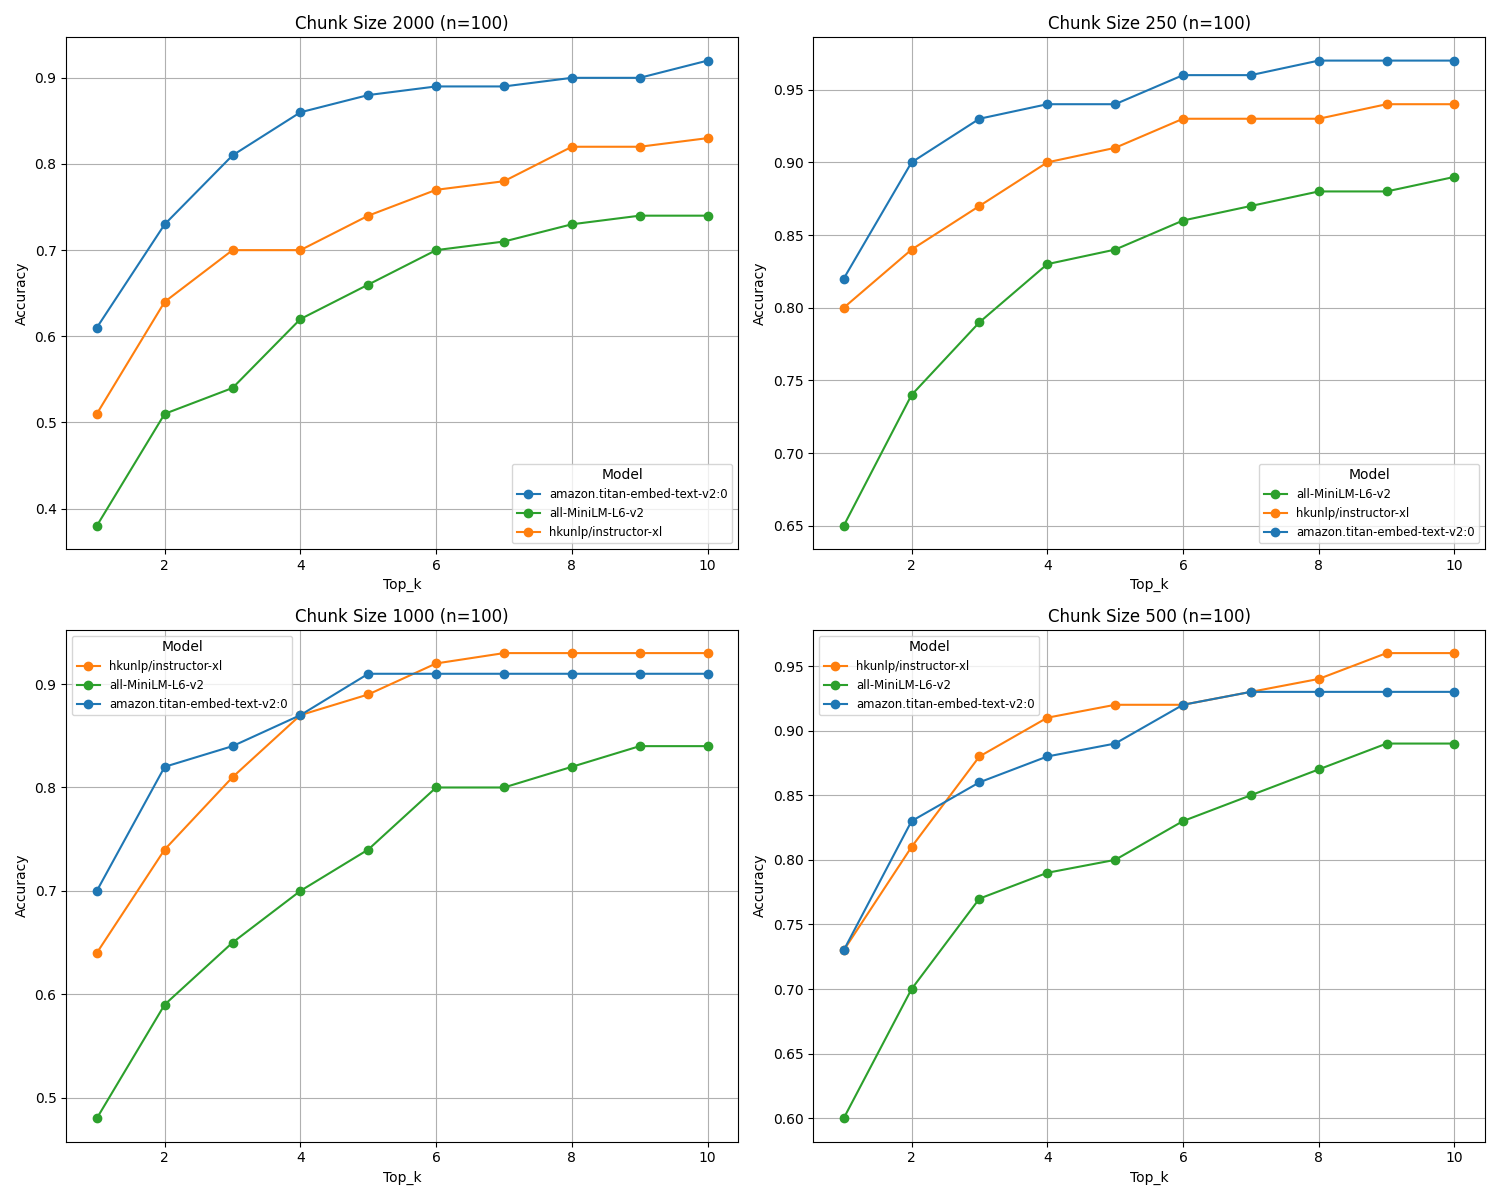 Chunk Size 2000 (n=100)
Accuracy
0.9
0.8
0.7
0.6
0.5
0.4
Model
amazon.titan-embed-text-v2:0
all-MiniLM-L6-v2
hkunlp/instructor-xl
2 4 6 8 10
Top_k
Chunk Size 250 (n=100)
Accuracy
0.95
0.90
0.85
0.80
0.75
0.70
0.65
Model
all-MiniLM-L6-v2
hkunlp/instructor-xl
amazon.titan-embed-text-v2:0
2 4 6 8 10
Top_k
Chunk Size 1000 (n=100)
Model
hkunlp/instructor-xl
all-MiniLM-L6-v2
amazon.titan-embed-text-v2:0
Accuracy
0.9
0.8
0.7
0.6
0.5
2 4 6 8 10
Top_k
Chunk Size 500 (n=100)
Model
hkunlp/instructor-xl
all-MiniLM-L6-v2
amazon.titan-embed-text-v2:0
Accuracy
0.95
0.90
0.85
0.80
0.75
0.70
0.65
0.60
2 4 6 8 10
Top_k